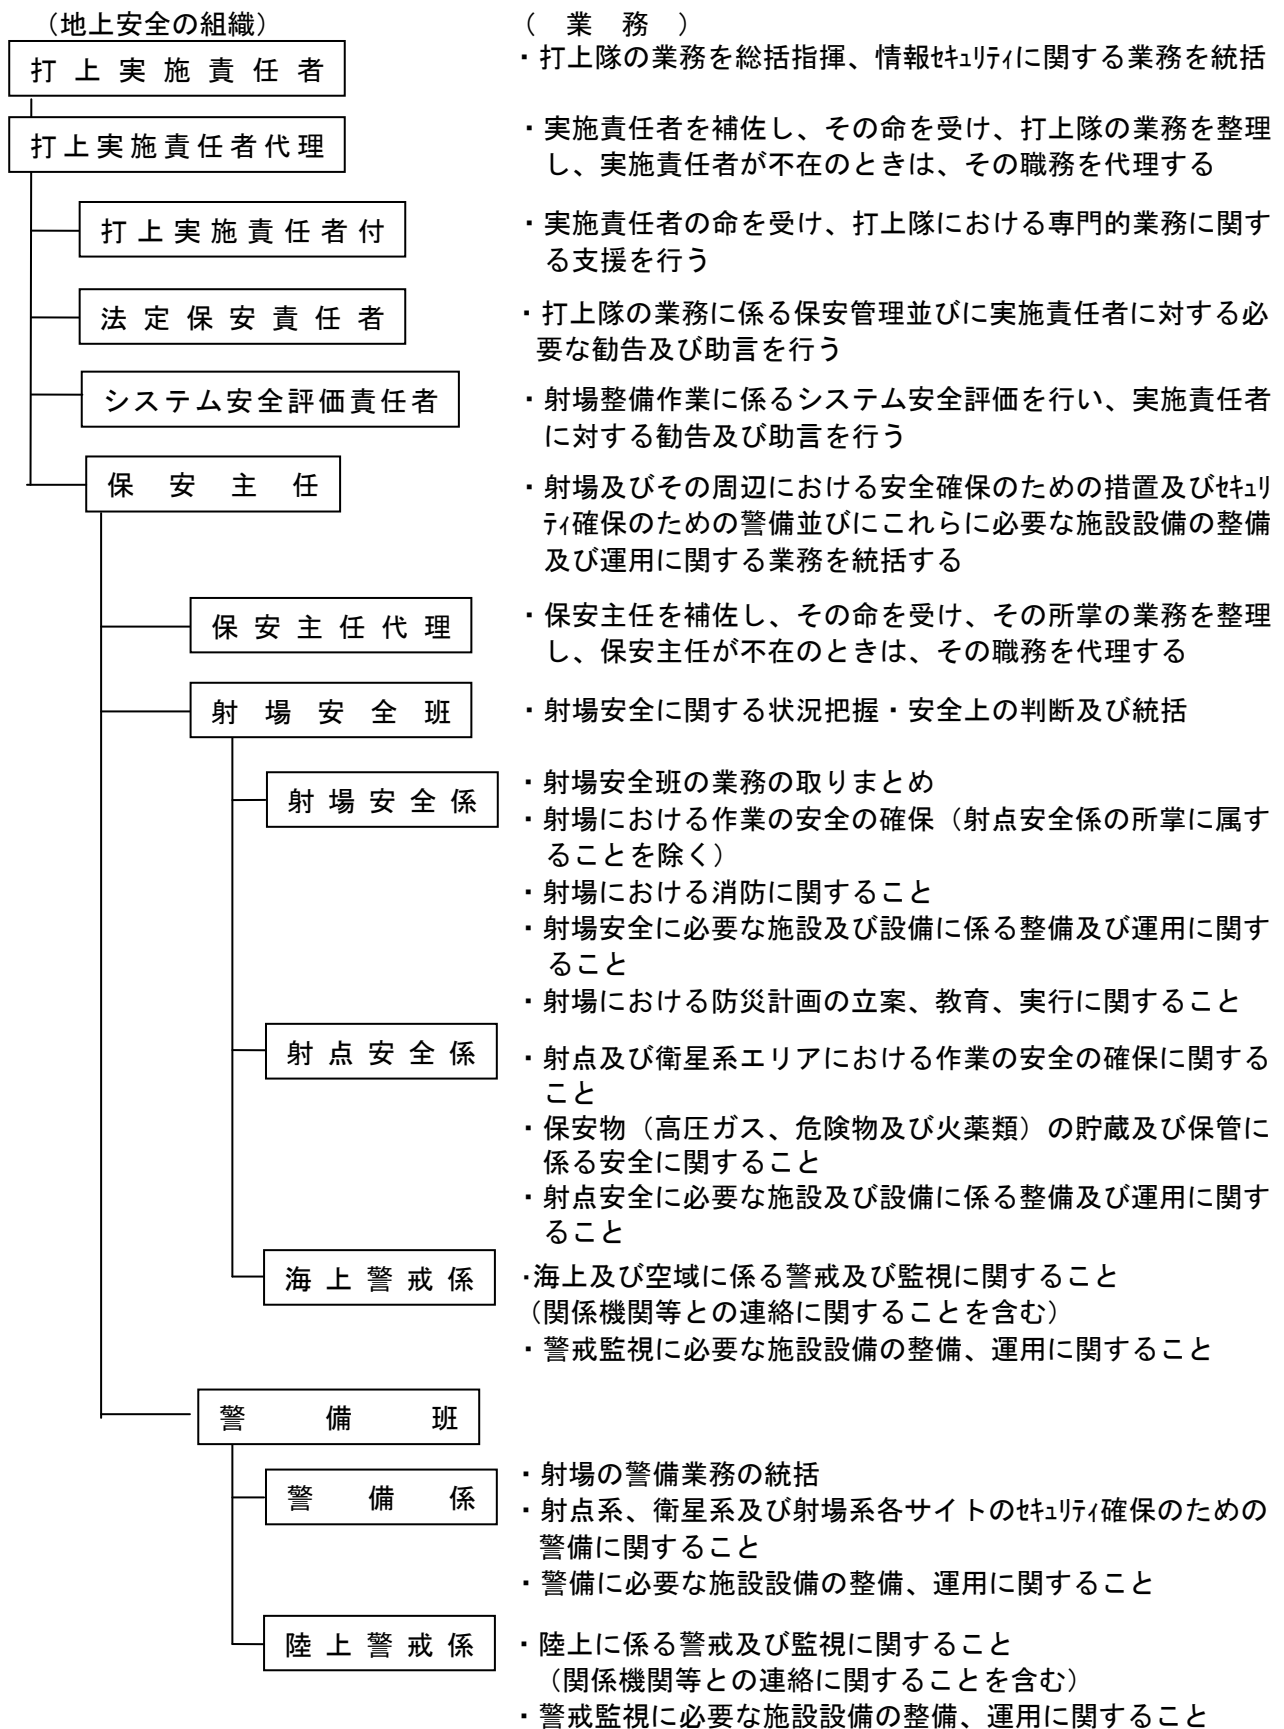 （地上安全の組織）
（　業　務　）
打上実施責任者
・打上隊の業務を総括指揮、情報ｾｷｭﾘﾃｨに関する業務を統括
打上実施責任者代理
・実施責任者を補佐し、その命を受け、打上隊の業務を整理
し、実施責任者が不在のときは、その職務を代理する
打上実施責任者付
・実施責任者の命を受け、打上隊における専門的業務に関す
る支援を行う
法定保安責任者
・打上隊の業務に係る保安管理並びに実施責任者に対する必
要な勧告及び助言を行う
システム安全評価責任者
・射場整備作業に係るシステム安全評価を行い、実施責任者
に対する勧告及び助言を行う
保安主任
・射場及びその周辺における安全確保のための措置及びｾｷｭﾘ
ﾃｨ確保のための警備並びにこれらに必要な施設設備の整備
及び運用に関する業務を統括する
保安主任代理
・保安主任を補佐し、その命を受け、その所掌の業務を整理
し、保安主任が不在のときは、その職務を代理する
射場安全班
・射場安全に関する状況把握・安全上の判断及び統括
射場安全係
・射場安全班の業務の取りまとめ
・射場における作業の安全の確保（射点安全係の所掌に属す
ることを除く）
・射場における消防に関すること
・射場安全に必要な施設及び設備に係る整備及び運用に関す
ること
・射場における防災計画の立案、教育、実行に関すること
射点安全係
・射点及び衛星系エリアにおける作業の安全の確保に関する
こと
・保安物（高圧ガス、危険物及び火薬類）の貯蔵及び保管に
係る安全に関すること
・射点安全に必要な施設及び設備に係る整備及び運用に関す
ること
海上警戒係
・海上及び空域に係る警戒及び監視に関すること
（関係機関等との連絡に関することを含む）
・警戒監視に必要な施設設備の整備、運用に関すること
警備班
警備係
・射場の警備業務の統括
・射点系、衛星系及び射場系各サイトのｾｷｭﾘﾃｨ確保のための
警備に関すること
・警備に必要な施設設備の整備、運用に関すること
陸上警戒係
・陸上に係る警戒及び監視に関すること
（関係機関等との連絡に関することを含む）
・警戒監視に必要な施設設備の整備、運用に関すること